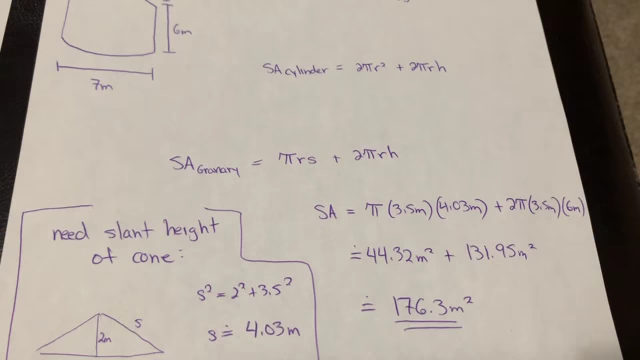 6m
7m
SA cylinder = 2πr² + 2πrh
SA Granary = πrs + 2πrh
need slant height
of cone:
s² = 2² + 3.5²
s ≐ 4.03m
s
2m
SA = π(3.5m)(4.03m) + 2π(3.5m)(6m)
≐ 44.32m² + 131.95m²
≐ 176.3m²